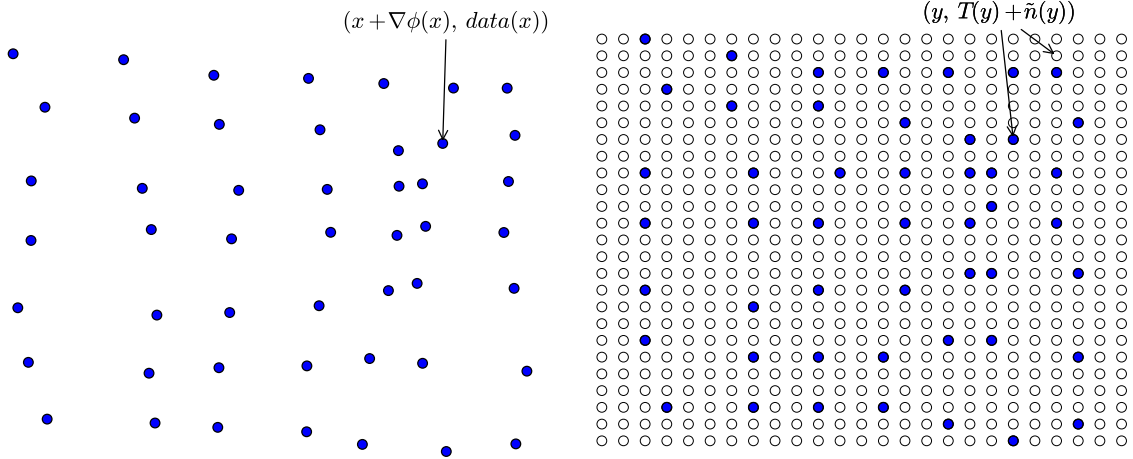 (x + ∇ϕ(x), data(x))
(y, T(y) + ñ(y))